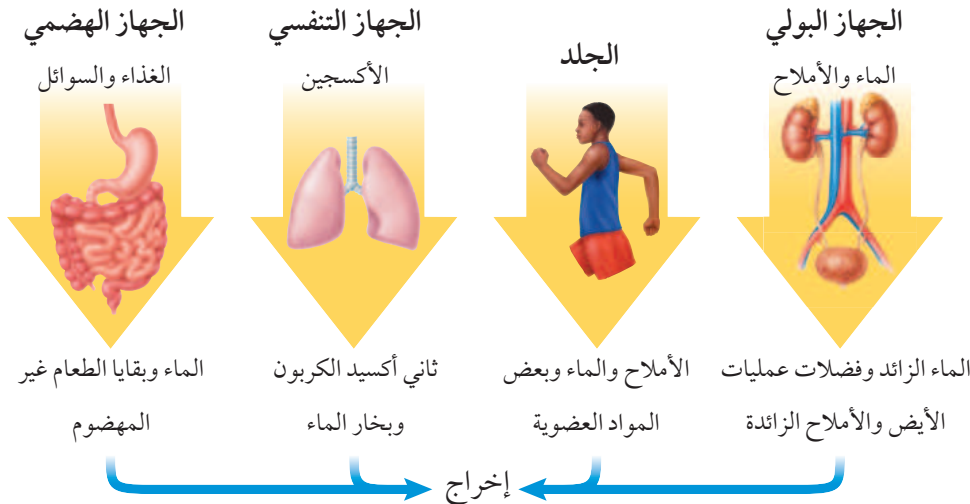 الجهاز البولي
الماء والأملاح
الماء الزائد وفضلات عمليات
الأيض والأملاح الزائدة
الجلد
الأملاح والماء وبعض
المواد العضوية
الجهاز التنفسي
الأكسجين
ثاني أكسيد الكربون
وبخار الماء
الجهاز الهضمي
الغذاء والسوائل
الماء وبقايا الطعام غير
المهضوم
إخراج